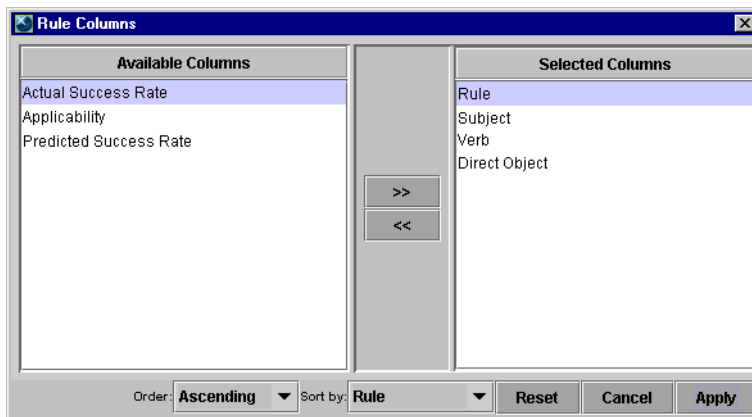 Rule Columns
Available Columns
Actual Success Rate
Applicability
Predicted Success Rate
>>
<<
Selected Columns
Rule
Subject
Verb
Direct Object
Order: Ascending Sort by: Rule Reset Cancel Apply